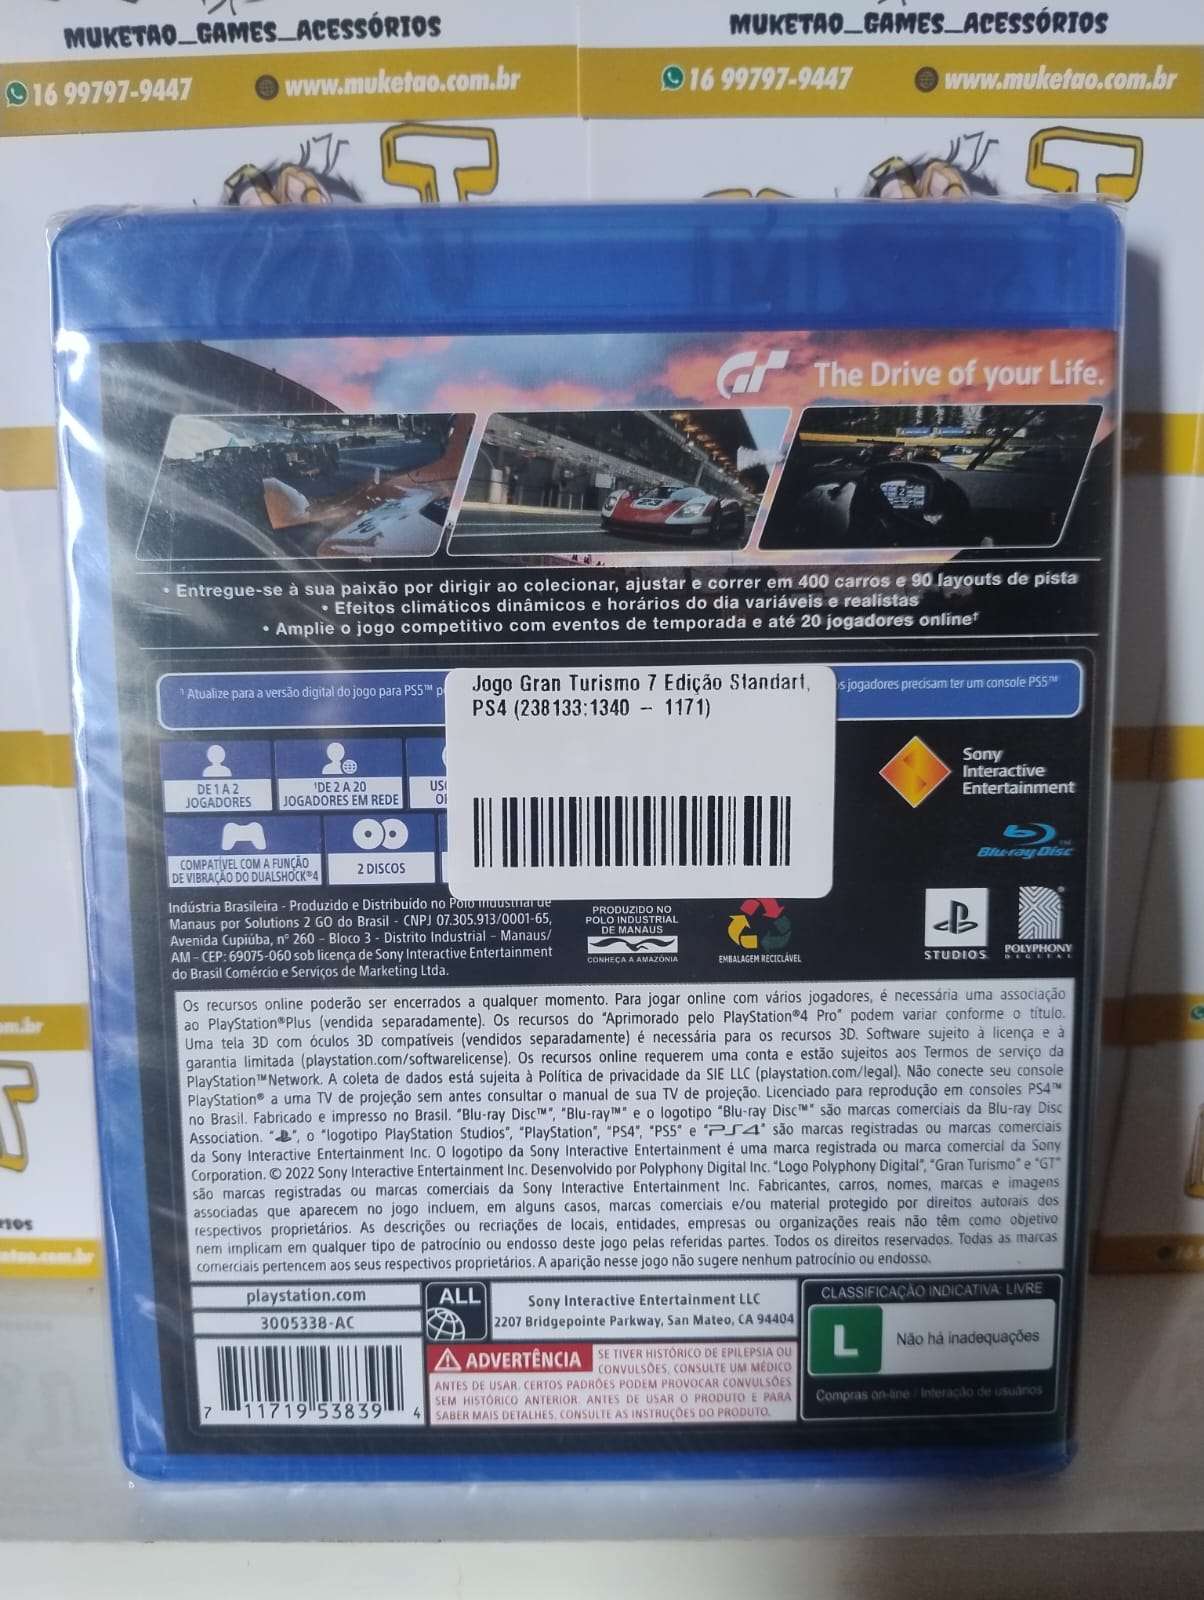 MUKETAO_GAMES_ACESSÓRIOS
MUKETAO_GAMES_ACESSÓRIOS
16 99797-9447
www.muketao.com.br
16 99797-9447
www.muketao.com.br
GT The Drive of your Life.
• Entregue-se à sua paixão por dirigir ao colecionar, ajustar e correr em 400 carros e 90 layouts de pista
• Efeitos climáticos dinâmicos e horários do dia variáveis e realistas
• Amplie o jogo competitivo com eventos de temporada e até 20 jogadores online†
¹ Atualize para a versão digital do jogo para PS5™
jogadores precisam ter um console PS5™
Jogo Gran Turismo 7 Edição Standart,
PS4 (238133;1340 - 1171)
DE 1 A 2
JOGADORES
¹DE 2 A 20
JOGADORES EM REDE
Sony
Interactive
Entertainment
COMPATÍVEL COM A FUNÇÃO
DE VIBRAÇÃO DO DUALSHOCK®4
2 DISCOS
Blu-ray Disc
Indústria Brasileira - Produzido e Distribuído no Polo Industrial de
Manaus por Solutions 2 GO do Brasil - CNPJ 07.305.913/0001-65,
Avenida Cupiúba, n° 260 - Bloco 3 - Distrito Industrial - Manaus/
AM - CEP: 69075-060 sob licença de Sony Interactive Entertainment
do Brasil Comércio e Serviços de Marketing Ltda.
PRODUZIDO NO
POLO INDUSTRIAL
DE MANAUS
CONHEÇA A AMAZÔNIA
EMBALAGEM RECICLÁVEL
STUDIOS
POLYPHONY
DIGITAL
Os recursos online poderão ser encerrados a qualquer momento. Para jogar online com vários jogadores, é necessária uma associação
ao PlayStation®Plus (vendida separadamente). Os recursos do "Aprimorado pelo PlayStation®4 Pro" podem variar conforme o título.
Uma tela 3D com óculos 3D compatíveis (vendidos separadamente) é necessária para os recursos 3D. Software sujeito à licença e à
garantia limitada (playstation.com/softwarelicense). Os recursos online requerem uma conta e estão sujeitos aos Termos de serviço da
PlayStation™Network. A coleta de dados está sujeita à Política de privacidade da SIE LLC (playstation.com/legal). Não conecte seu console
PlayStation® a uma TV de projeção sem antes consultar o manual de sua TV de projeção. Licenciado para reprodução em consoles PS4™
no Brasil. Fabricado e impresso no Brasil. "Blu-ray Disc™", "Blu-ray™" e o logotipo "Blu-ray Disc™" são marcas comerciais da Blu-ray Disc
Association. "PS", o "logotipo PlayStation Studios", "PlayStation", "PS4", "PS5" e "PS4" são marcas registradas ou marcas comerciais
da Sony Interactive Entertainment Inc. O logotipo da Sony é uma marca registrada ou marca comercial da Sony
Corporation. © 2022 Sony Interactive Entertainment Inc. Desenvolvido por Polyphony Digital Inc. "Logo Polyphony Digital", "Gran Turismo" e "GT"
são marcas registradas ou marcas comerciais da Sony Interactive Entertainment Inc. Fabricantes, carros, nomes, marcas e imagens
associadas que aparecem no jogo incluem, em alguns casos, marcas comerciais e/ou material protegido por direitos autorais dos
respectivos proprietários. As descrições ou recriações de locais, entidades, empresas ou organizações reais não têm como objetivo
nem implicam em qualquer tipo de patrocínio ou endosso deste jogo pelas referidas partes. Todos os direitos reservados. Todas as marcas
comerciais pertencem aos seus respectivos proprietários. A aparição nesse jogo não sugere nenhum patrocínio ou endosso.
playstation.com
3005338-AC
7 11719 53839 4
ALL
Sony Interactive Entertainment LLC
2207 Bridgepointe Parkway, San Mateo, CA 94404
ADVERTÊNCIA
SE TIVER HISTÓRICO DE EPILEPSIA OU
CONVULSÕES, CONSULTE UM MÉDICO
ANTES DE USAR. CERTOS PADRÕES PODEM PROVOCAR CONVULSÕES
SEM HISTÓRICO ANTERIOR. ANTES DE USAR O PRODUTO E PARA
SABER MAIS DETALHES, CONSULTE AS INSTRUÇÕES DO PRODUTO.
CLASSIFICAÇÃO INDICATIVA: LIVRE
L
Não há inadequações
Compras on-line / Interação de usuários